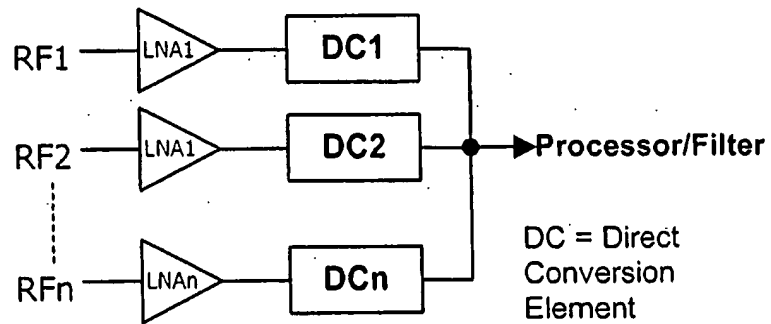 RF1 LNA1 DC1
RF2 LNA1 DC2 Processor/Filter
RFn LNAn DCn
DC = Direct
Conversion
Element